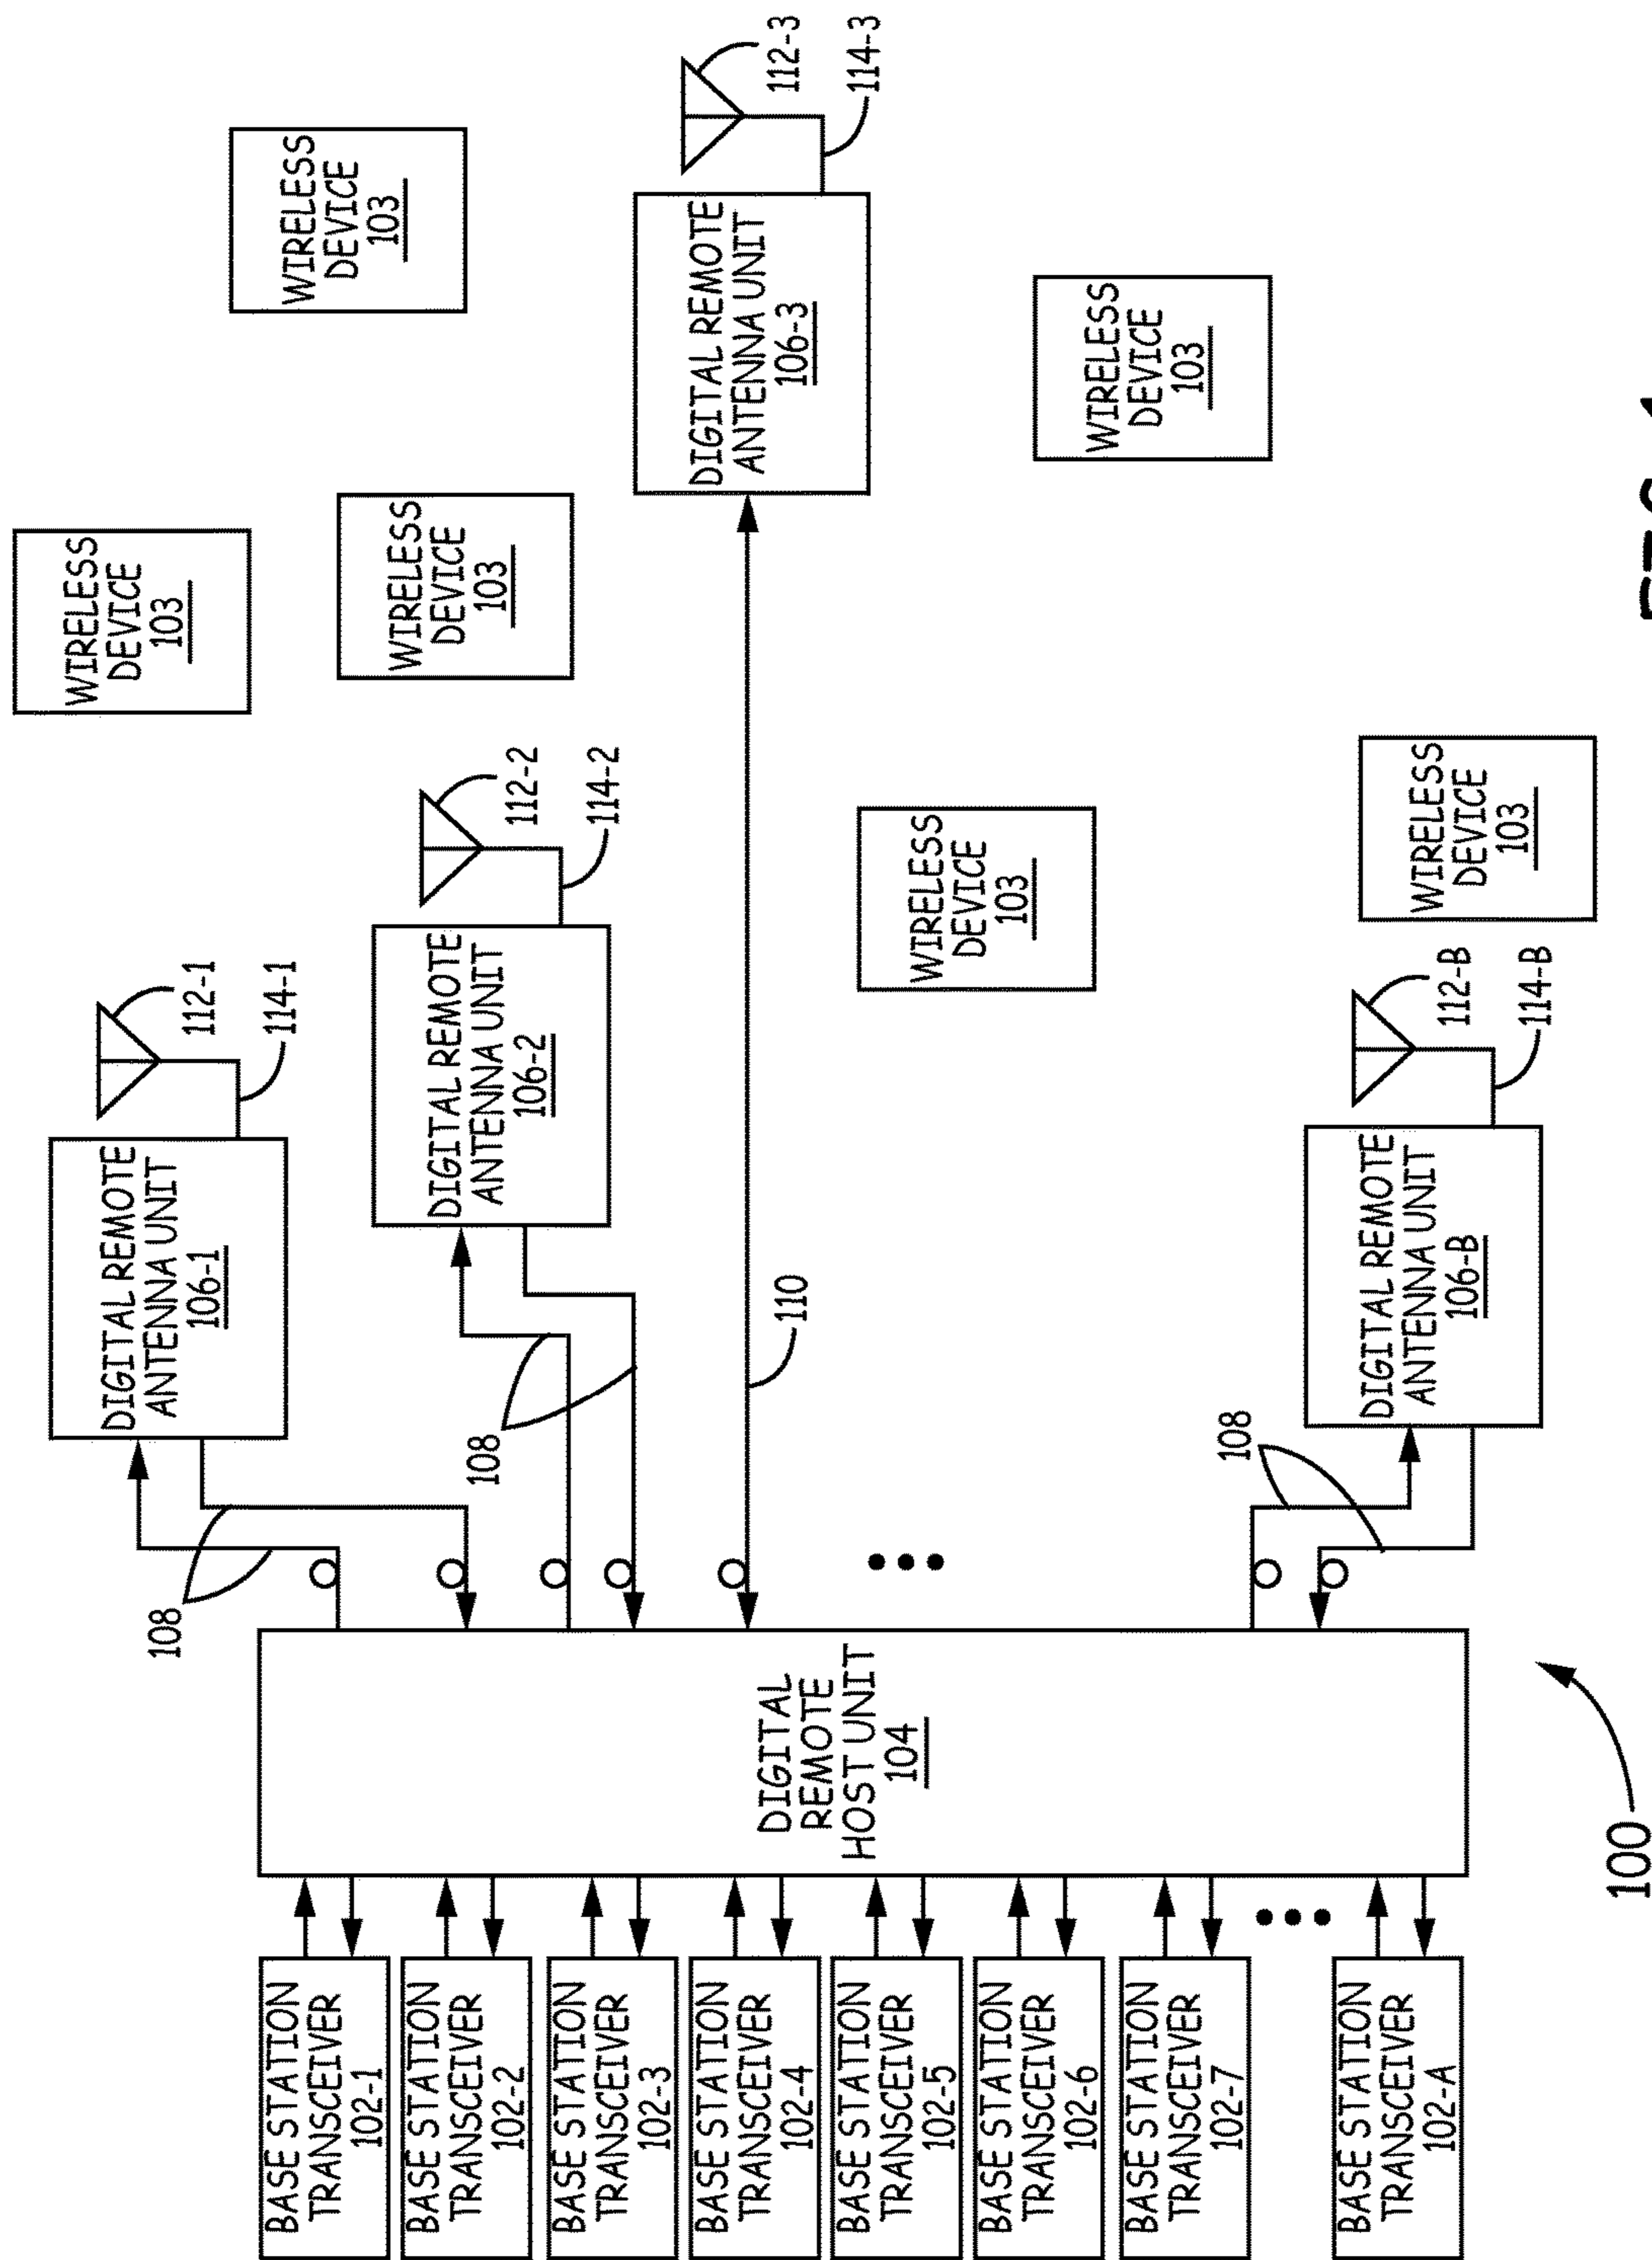 BASE STATION
TRANSCEIVER
102-1
BASE STATION
TRANSCEIVER
102-2
BASE STATION
TRANSCEIVER
102-3
BASE STATION
TRANSCEIVER
102-4
BASE STATION
TRANSCEIVER
102-5
BASE STATION
TRANSCEIVER
102-6
BASE STATION
TRANSCEIVER
102-7
BASE STATION
TRANSCEIVER
102-A
DIGITAL
REMOTE
HOST UNIT
104
100
108
108
110
108
DIGITAL REMOTE
ANTENNA UNIT
106-1
112-1
114-1
DIGITAL REMOTE
ANTENNA UNIT
106-2
112-2
114-2
DIGITAL REMOTE
ANTENNA UNIT
106-3
112-3
114-3
DIGITAL REMOTE
ANTENNA UNIT
106-B
112-B
114-B
WIRELESS
DEVICE
103
WIRELESS
DEVICE
103
WIRELESS
DEVICE
103
WIRELESS
DEVICE
103
WIRELESS
DEVICE
103
WIRELESS
DEVICE
103